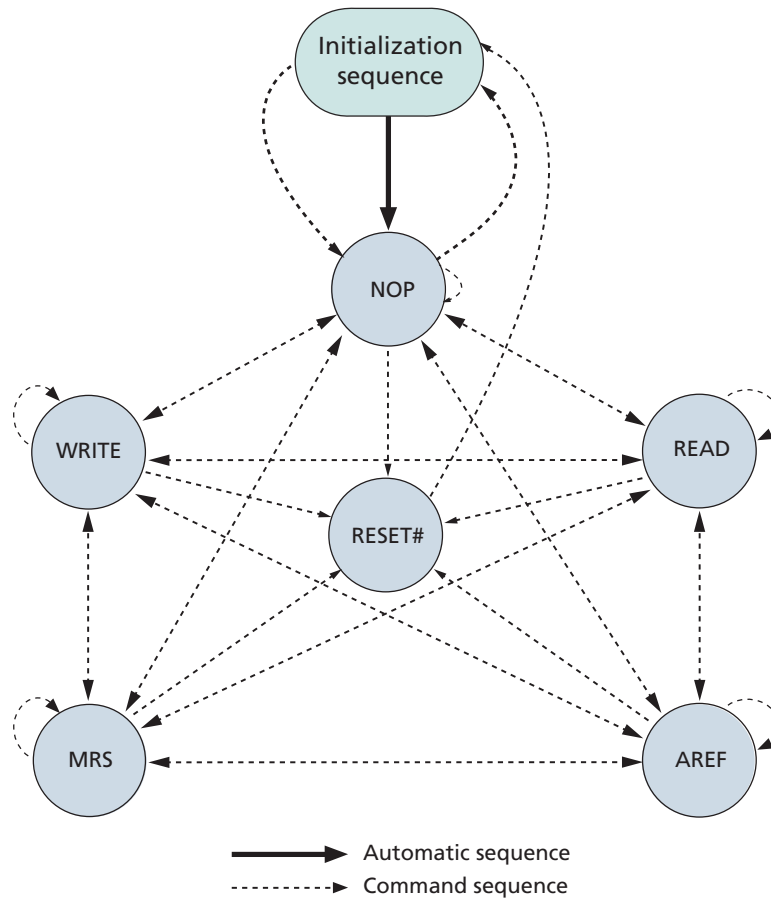 Initialization
sequence
NOP
WRITE
READ
RESET#
MRS
AREF
Automatic sequence
Command sequence